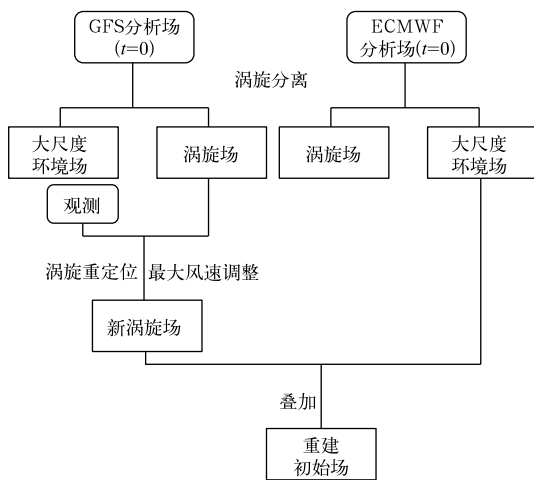 GFS分析场
(t=0)
ECMWF
分析场(t=0)
涡旋分离
大尺度
环境场
涡旋场
涡旋场
大尺度
环境场
观测
涡旋重定位
最大风速调整
新涡旋场
叠加
重建
初始场